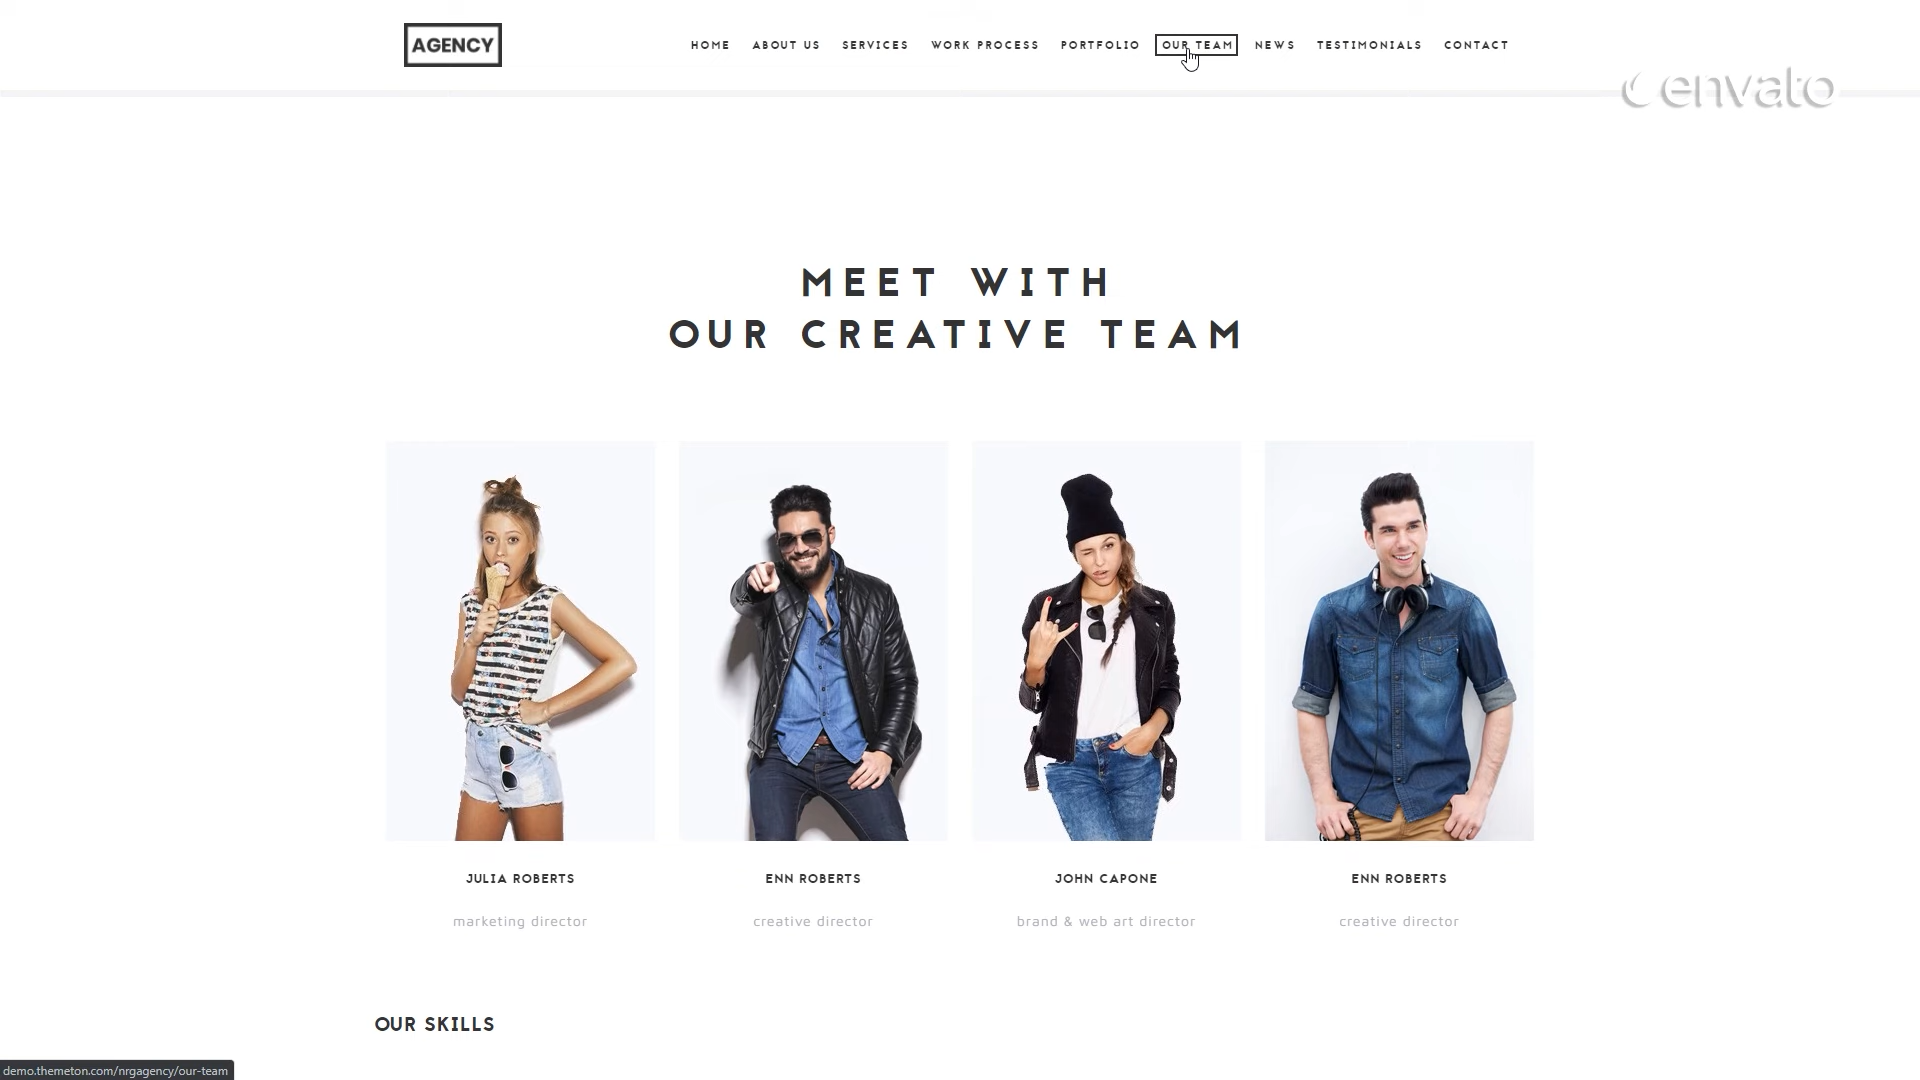 AGENCY
HOME ABOUT US SERVICES WORK PROCESS PORTFOLIO OUR TEAM NEWS TESTIMONIALS CONTACT
envato
MEET WITH
OUR CREATIVE TEAM
JULIA ROBERTS
marketing director
ENN ROBERTS
creative director
JOHN CAPONE
brand & web art director
ENN ROBERTS
creative director
OUR SKILLS
demo.themeton.com/nrgagency/our-team